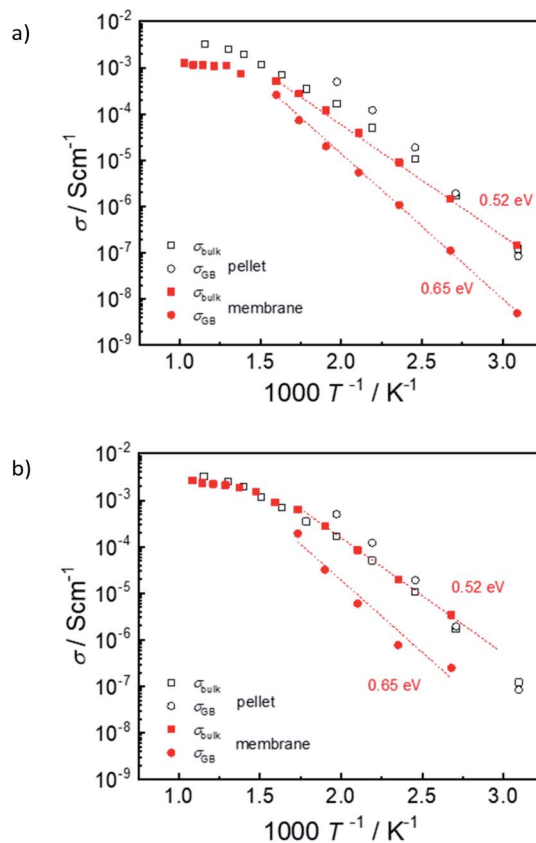 a)
10⁻²
10⁻³
10⁻⁴
10⁻⁵
10⁻⁶
10⁻⁷
10⁻⁸
10⁻⁹
σ / Scm⁻¹
0.52 eV
0.65 eV
σbulk
σGB pellet
σbulk
σGB membrane
1.0 1.5 2.0 2.5 3.0
1000 T⁻¹ / K⁻¹
b)
10⁻²
10⁻³
10⁻⁴
10⁻⁵
10⁻⁶
10⁻⁷
10⁻⁸
10⁻⁹
σ / Scm⁻¹
0.52 eV
0.65 eV
σbulk
σGB pellet
σbulk
σGB membrane
1.0 1.5 2.0 2.5 3.0
1000 T⁻¹ / K⁻¹